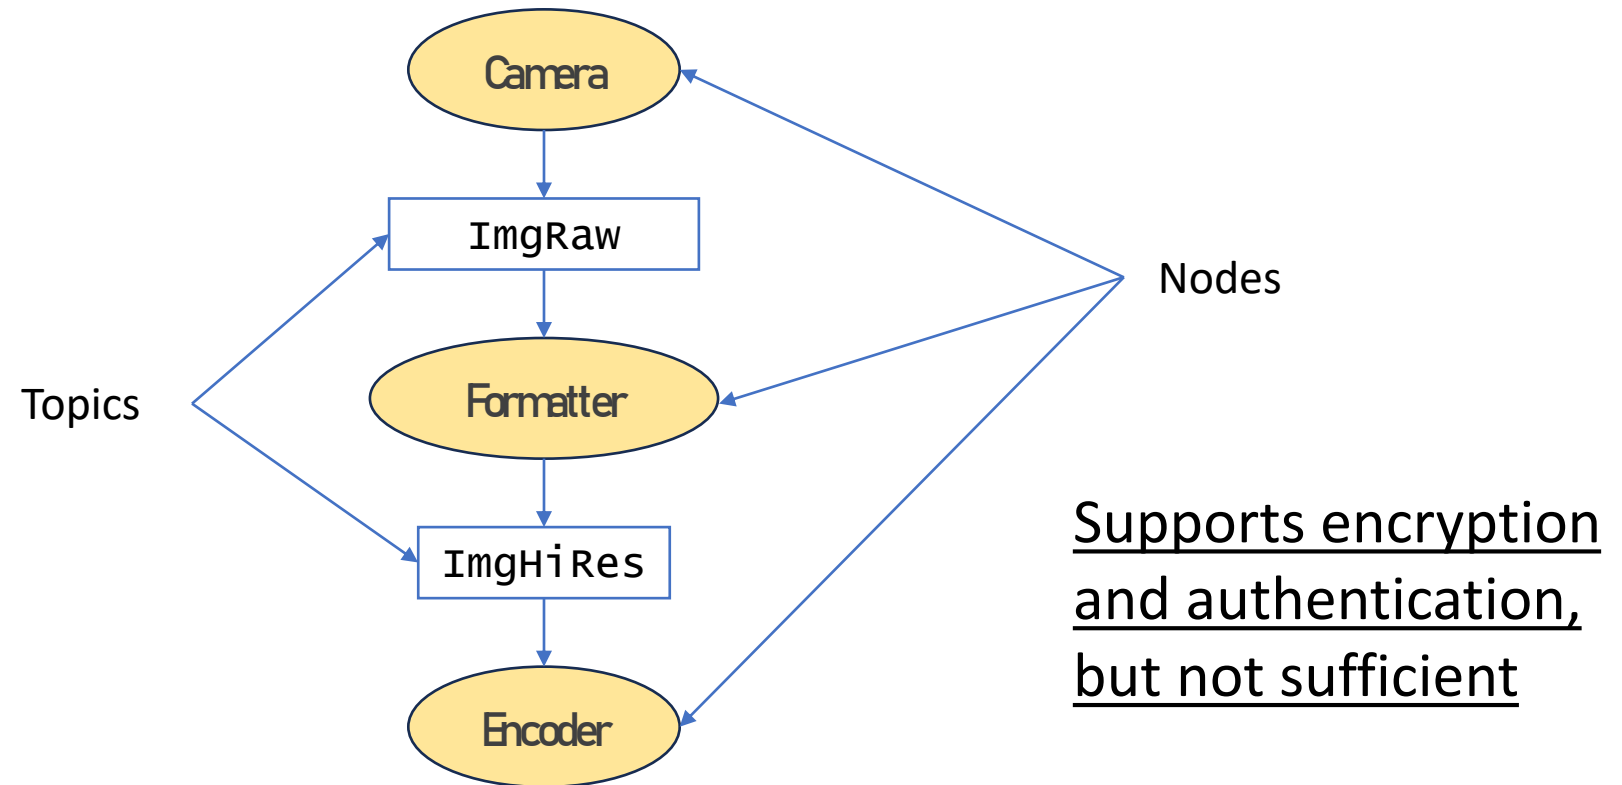 Camera
ImgRaw
Nodes
Formatter
Topics
Supports encryption
and authentication,
but not sufficient
ImgHiRes
Encoder